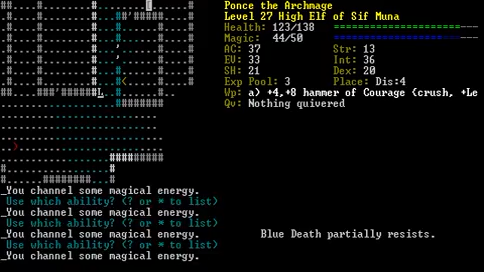 Ponce the Archmage
Level 27 High Elf of Sif Muna
Health: 123/138
Magic: 44/50
AC: 37 Str: 13
EV: 33 Int: 36
SH: 21 Dex: 20
Exp Pool: 3 Place: Dis:4
Wp: a) +4,+8 hammer of Courage {crush, +Le
Qv: Nothing quivered
_You channel some magical energy.
Use which ability? (? or * to list)
_You channel some magical energy.
Use which ability? (? or * to list)
_You channel some magical energy.
Use which ability? (? or * to list)
_You channel some magical energy.
Blue Death partially resists.